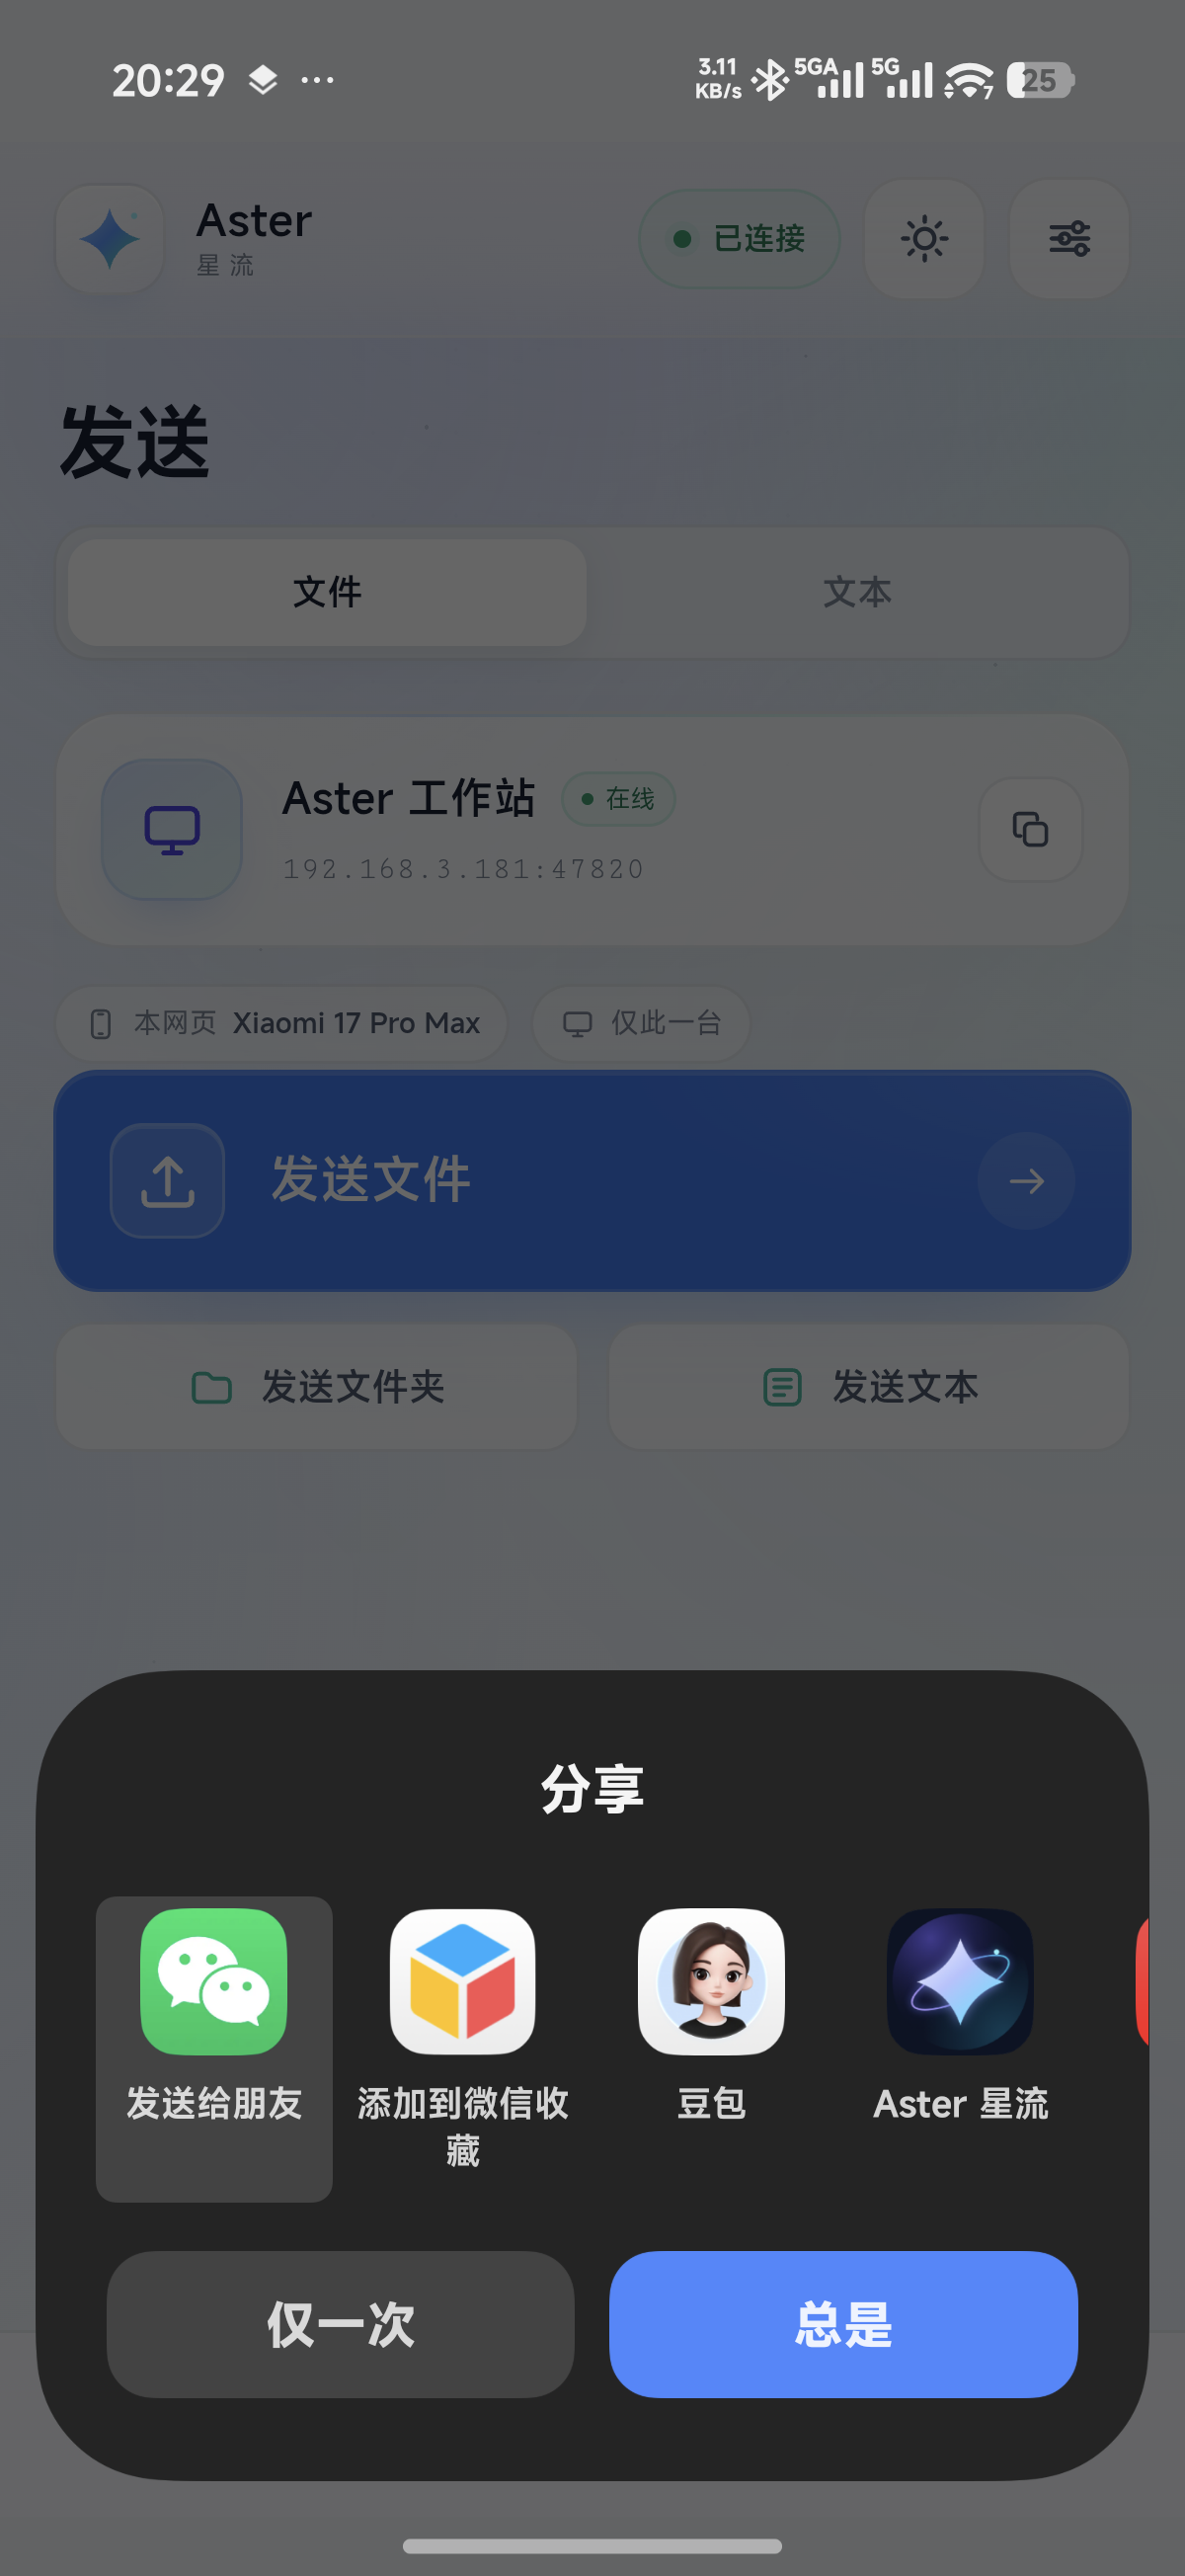 20:29
3.11
KB/s
5GA
5G
7
25
Aster
星 流
已连接
发送
文件
文本
Aster 工作站
在线
192.168.3.181:47820
本网页 Xiaomi 17 Pro Max
仅此一台
发送文件
发送文件夹
发送文本
分享
发送给朋友
添加到微信收
藏
豆包
Aster 星流
仅一次
总是